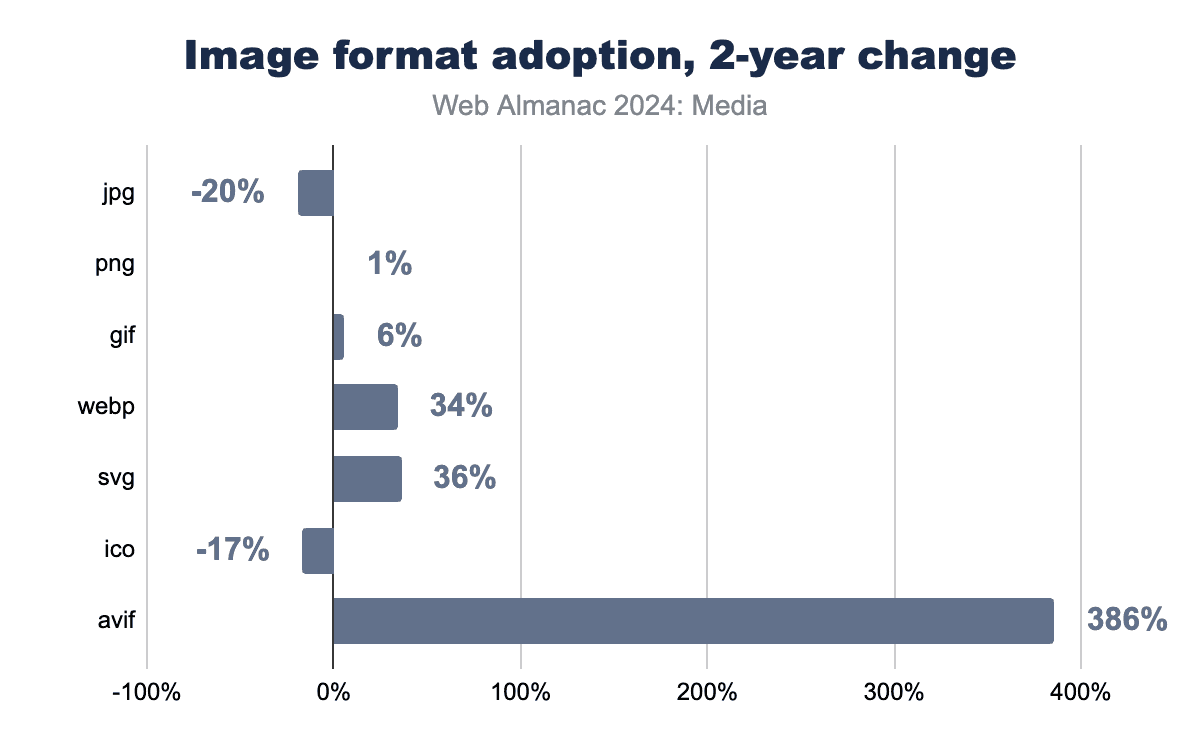 Image format adoption, 2-year change
Web Almanac 2024: Media
jpg -20%
png 1%
gif 6%
webp 34%
svg 36%
ico -17%
avif 386%
-100% 0% 100% 200% 300% 400%